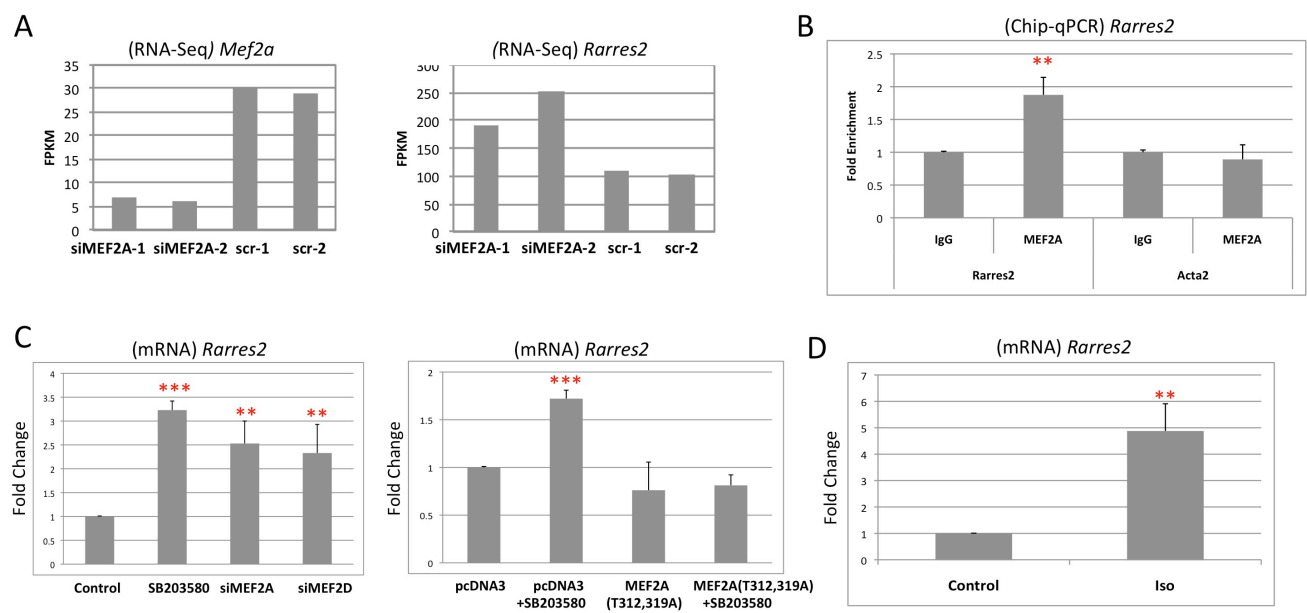 A
(RNA-Seq) Mef2a
FPKM
35
30
25
20
15
10
5
0
siMEF2A-1 siMEF2A-2 scr-1 scr-2
(RNA-Seq) Rarres2
FPKM
300
250
200
150
100
50
0
siMEF2A-1 siMEF2A-2 scr-1 scr-2
B
(Chip-qPCR) Rarres2
Fold Enrichment
2.5
2
1.5
1
0.5
0
**
IgG MEF2A IgG MEF2A
Rarres2 Acta2
C
(mRNA) Rarres2
Fold Change
4
3.5
3
2.5
2
1.5
1
0.5
0
*** ** **
Control SB203580 siMEF2A siMEF2D
(mRNA) Rarres2
Fold Change
2
1.5
1
0.5
0
***
pcDNA3 pcDNA3 MEF2A MEF2A(T312,319A)
+SB203580 (T312,319A) +SB203580
D
(mRNA) Rarres2
Fold Change
7
6
5
4
3
2
1
0
**
Control Iso